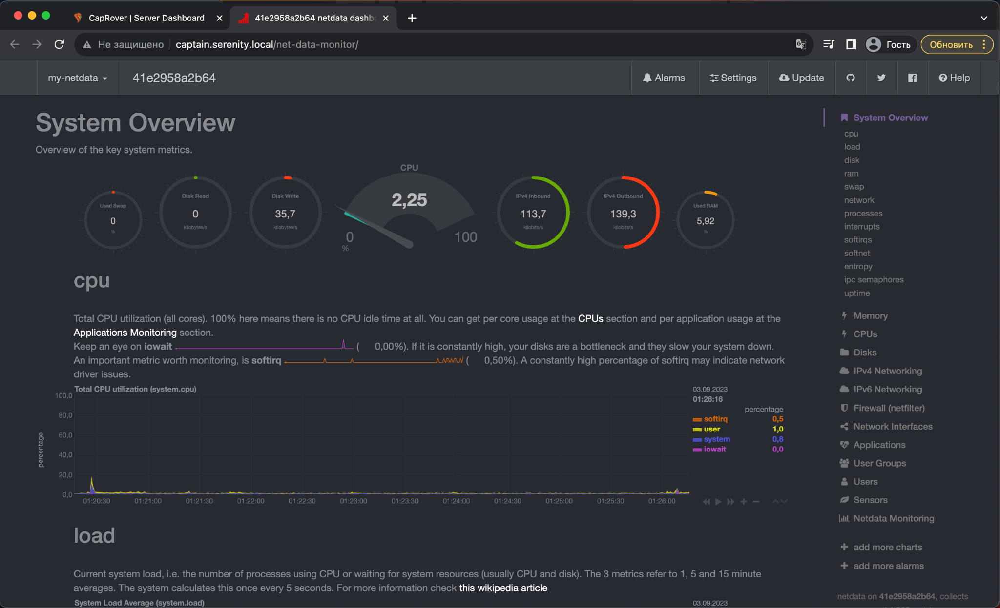 CapRover | Server Dashboard
41e2958a2b64 netdata dashb
Не защищено
captain.serenity.local/net-data-monitor/
Гость
Обновить
my-netdata
41e2958a2b64
Alarms
Settings
Update
Help
System Overview
Overview of the key system metrics.
Used Swap
0
%
Disk Read
0
kilobytes/s
Disk Write
35,7
kilobytes/s
CPU
2,25
0
100
%
IPv4 Inbound
113,7
kilobits/s
IPv4 Outbound
139,3
kilobits/s
Used RAM
5,92
%
cpu
Total CPU utilization (all cores). 100% here means there is no CPU idle time at all. You can get per core usage at the CPUs section and per application usage at the
Applications Monitoring section.
Keep an eye on iowait ( 0,00%). If it is constantly high, your disks are a bottleneck and they slow your system down.
An important metric worth monitoring, is softirq ( 0,50%). A constantly high percentage of softirq may indicate network
driver issues.
Total CPU utilization (system.cpu)
percentage
100,0
80,0
60,0
40,0
20,0
0,0
01:20:30 01:21:00 01:21:30 01:22:00 01:22:30 01:23:00 01:23:30 01:24:00 01:24:30 01:25:00 01:25:30 01:26:00
03.09.2023
01:26:16
percentage
softirq 0,5
user 1,0
system 0,8
iowait 0,0
load
Current system load, i.e. the number of processes using CPU or waiting for system resources (usually CPU and disk). The 3 metrics refer to 1, 5 and 15 minute
averages. The system calculates this once every 5 seconds. For more information check this wikipedia article
System Load Average (system.load)
03.09.2023
System Overview
cpu
load
disk
ram
swap
network
processes
interrupts
softirqs
softnet
entropy
ipc semaphores
uptime
Memory
CPUs
Disks
IPv4 Networking
IPv6 Networking
Firewall (netfilter)
Network Interfaces
Applications
User Groups
Users
Sensors
Netdata Monitoring
add more charts
add more alarms
netdata on 41e2958a2b64, collects